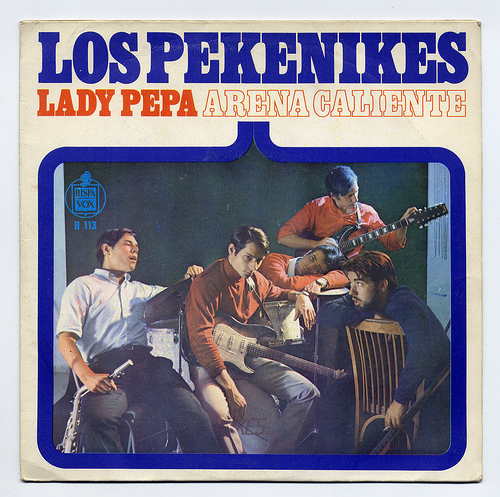 LOS PEKENIKES
LADY PEPA ARENA CALIENTE
HISPA
VOX
H 113